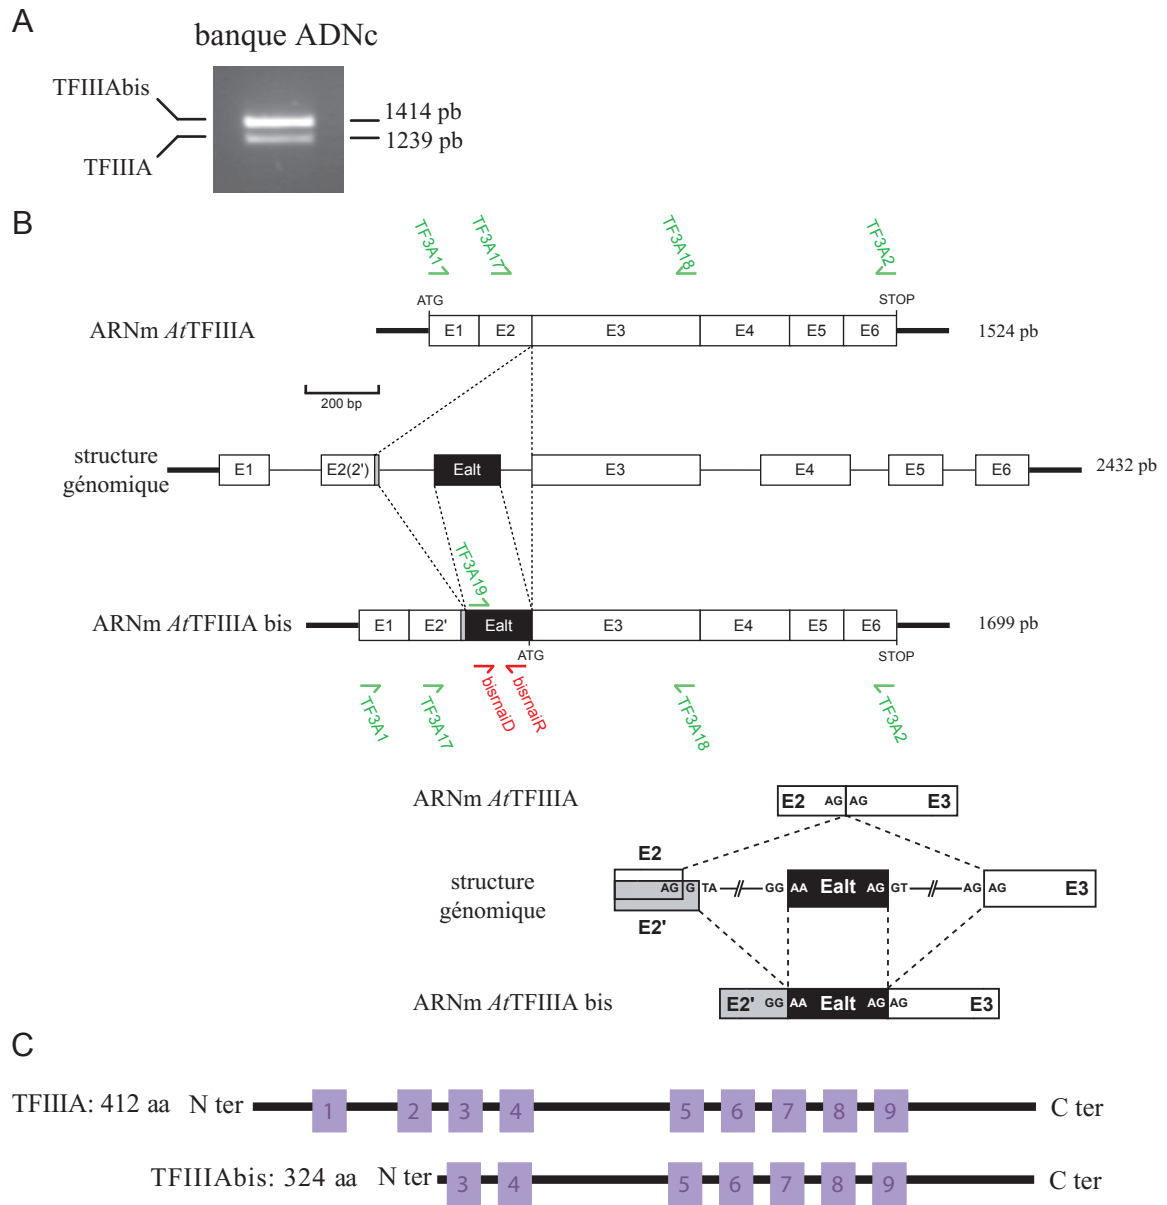 A
banque ADNc
TFIIIAbis
1414 pb
1239 pb
TFIIIA
B
TF3A1
TF3A17
TF3A18
TF3A2
ATG
STOP
ARNm AtTFIIIA
E1 E2 E3 E4 E5 E6
1524 pb
200 bp
structure
génomique
E1 E2(2') Ealt E3 E4 E5 E6
2432 pb
TF3A19
ARNm AtTFIIIA bis
E1 E2' Ealt E3 E4 E5 E6
1699 pb
ATG
STOP
TF3A1
TF3A17
bisrnaiD
bisrnaiR
TF3A18
TF3A2
ARNm AtTFIIIA
E2 AG AG E3
E2
structure
génomique
AG G TA GG AA Ealt AG GT AG AG E3
E2'
ARNm AtTFIIIA bis
E2' GG AA Ealt AG AG E3
C
TFIIIA: 412 aa N ter 1 2 3 4 5 6 7 8 9 C ter
TFIIIAbis: 324 aa N ter 3 4 5 6 7 8 9 C ter